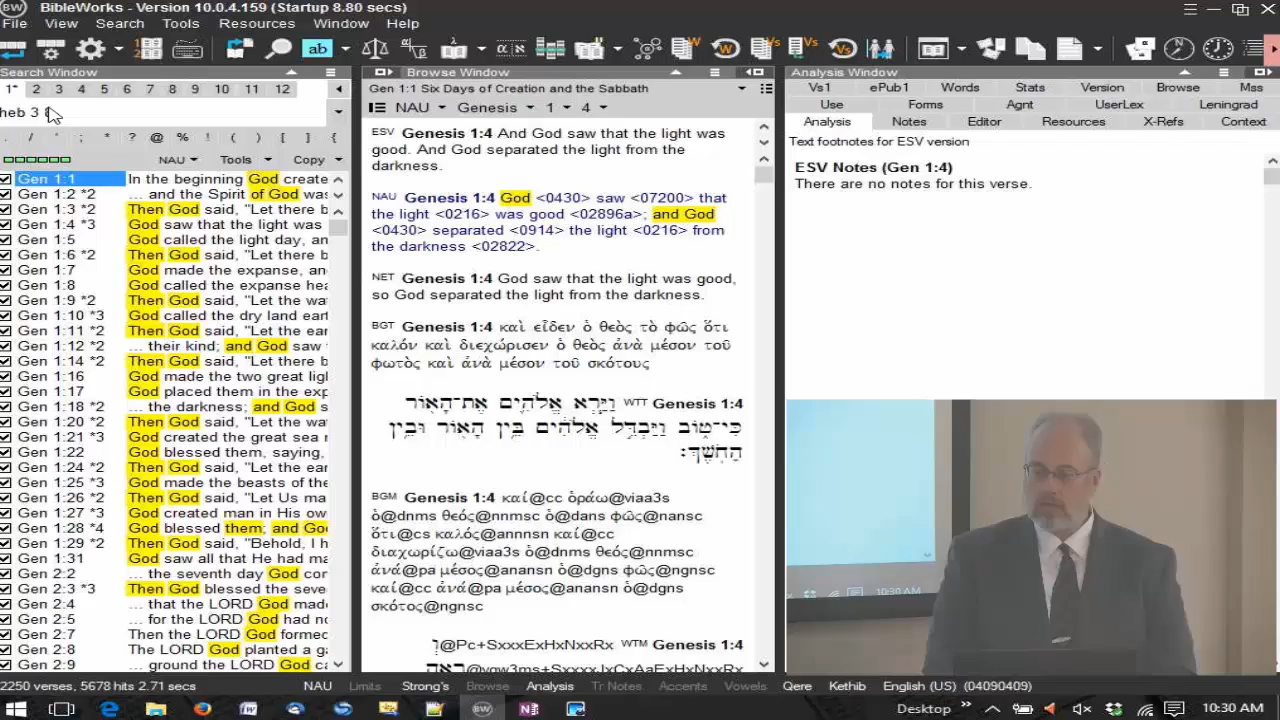 BibleWorks - Version 10.0.4.159 (Startup 8.80 secs)
File View Search Tools Resources Window Help
Search Window
1* 2 3 4 5 6 7 8 9 10 11 12
heb 3
. / ' ; * ? @ % ! ( ) [ ] {
NAU Tools Copy
Gen 1:1 In the beginning God create
Gen 1:2 *2 ... and the Spirit of God was
Gen 1:3 *2 Then God said, "Let there b
Gen 1:4 *3 God saw that the light was
Gen 1:5 God called the light day, an
Gen 1:6 *2 Then God said, "Let there b
Gen 1:7 God made the expanse, an
Gen 1:8 God called the expanse hea
Gen 1:9 *2 Then God said, "Let the wa
Gen 1:10 *3 God called the dry land eart
Gen 1:11 *2 Then God said, "Let the ear
Gen 1:12 *2 ... their kind; and God saw
Gen 1:14 *2 Then God said, "Let there b
Gen 1:16 God made the two great lig
Gen 1:17 God placed them in the exp
Gen 1:18 *2 ... the darkness; and God s
Gen 1:20 *2 Then God said, "Let the wa
Gen 1:21 *3 God created the great sea r
Gen 1:22 God blessed them, saying,
Gen 1:24 *2 Then God said, "Let the ear
Gen 1:25 *3 God made the beasts of the
Gen 1:26 *2 Then God said, "Let Us ma
Gen 1:27 *3 God created man in His ow
Gen 1:28 *4 God blessed them; and God
Gen 1:29 *2 Then God said, "Behold, I h
Gen 1:31 God saw all that He had ma
Gen 2:2 ... the seventh day God con
Gen 2:3 *3 Then God blessed the seve
Gen 2:4 ... that the LORD God made
Gen 2:5 ... for the LORD God had no
Gen 2:7 Then the LORD God formed
Gen 2:8 The LORD God planted a ga
Gen 2:9 ... ground the LORD God ca
Browse Window
Gen 1:1 Six Days of Creation and the Sabbath
NAU Genesis 1 4
ESV Genesis 1:4 And God saw that the light was
good. And God separated the light from the
darkness.
NAU Genesis 1:4 God <0430> saw <07200> that
the light <0216> was good <02896a>; and God
<0430> separated <0914> the light <0216> from
the darkness <02822>.
NET Genesis 1:4 God saw that the light was good,
so God separated the light from the darkness.
BGT Genesis 1:4 καὶ εἶδεν ὁ θεὸς τὸ φῶς ὅτι
καλόν καὶ διεχώρισεν ὁ θεὸς ἀνὰ μέσον τοῦ
φωτὸς καὶ ἀνὰ μέσον τοῦ σκότους
WTT Genesis 1:4 וַיַּ֧רְא אֱלֹהִ֛ים אֶת־הָא֖וֹר
כִּי־ט֑וֹב וַיַּבְדֵּ֣ל אֱלֹהִ֔ים בֵּ֥ין הָא֖וֹר וּבֵ֥ין
הַחֹֽשֶׁךְ׃
BGM Genesis 1:4 καί@cc ὁράω@viaa3s
ὁ@dnms θεός@nnmsc ὁ@dans φῶς@nansc
ὅτι@cs καλός@annnsn καί@cc
διαχωρίζω@viaa3s ὁ@dnms θεός@nnmsc
ἀνά@pa μέσος@anansn ὁ@dgns φῶς@ngnsc
καί@cc ἀνά@pa μέσος@anansn ὁ@dgns
σκότος@ngnsc
WTM Genesis 1:4 וְ@Pc+SxxxExHxNxxRx
Analysis Window
Vs1 ePub1 Words Stats Version Browse Mss
Use Forms Agnt UserLex Leningrad
Analysis Notes Editor Resources X-Refs Context
Text footnotes for ESV version
ESV Notes (Gen 1:4)
There are no notes for this verse.
10:30 AM
2250 verses, 5678 hits 2.71 secs NAU Limits Strong's Browse Analysis Tr Notes Accents Vowels Qere Kethib English (US) (04090409)
Desktop 10:30 AM